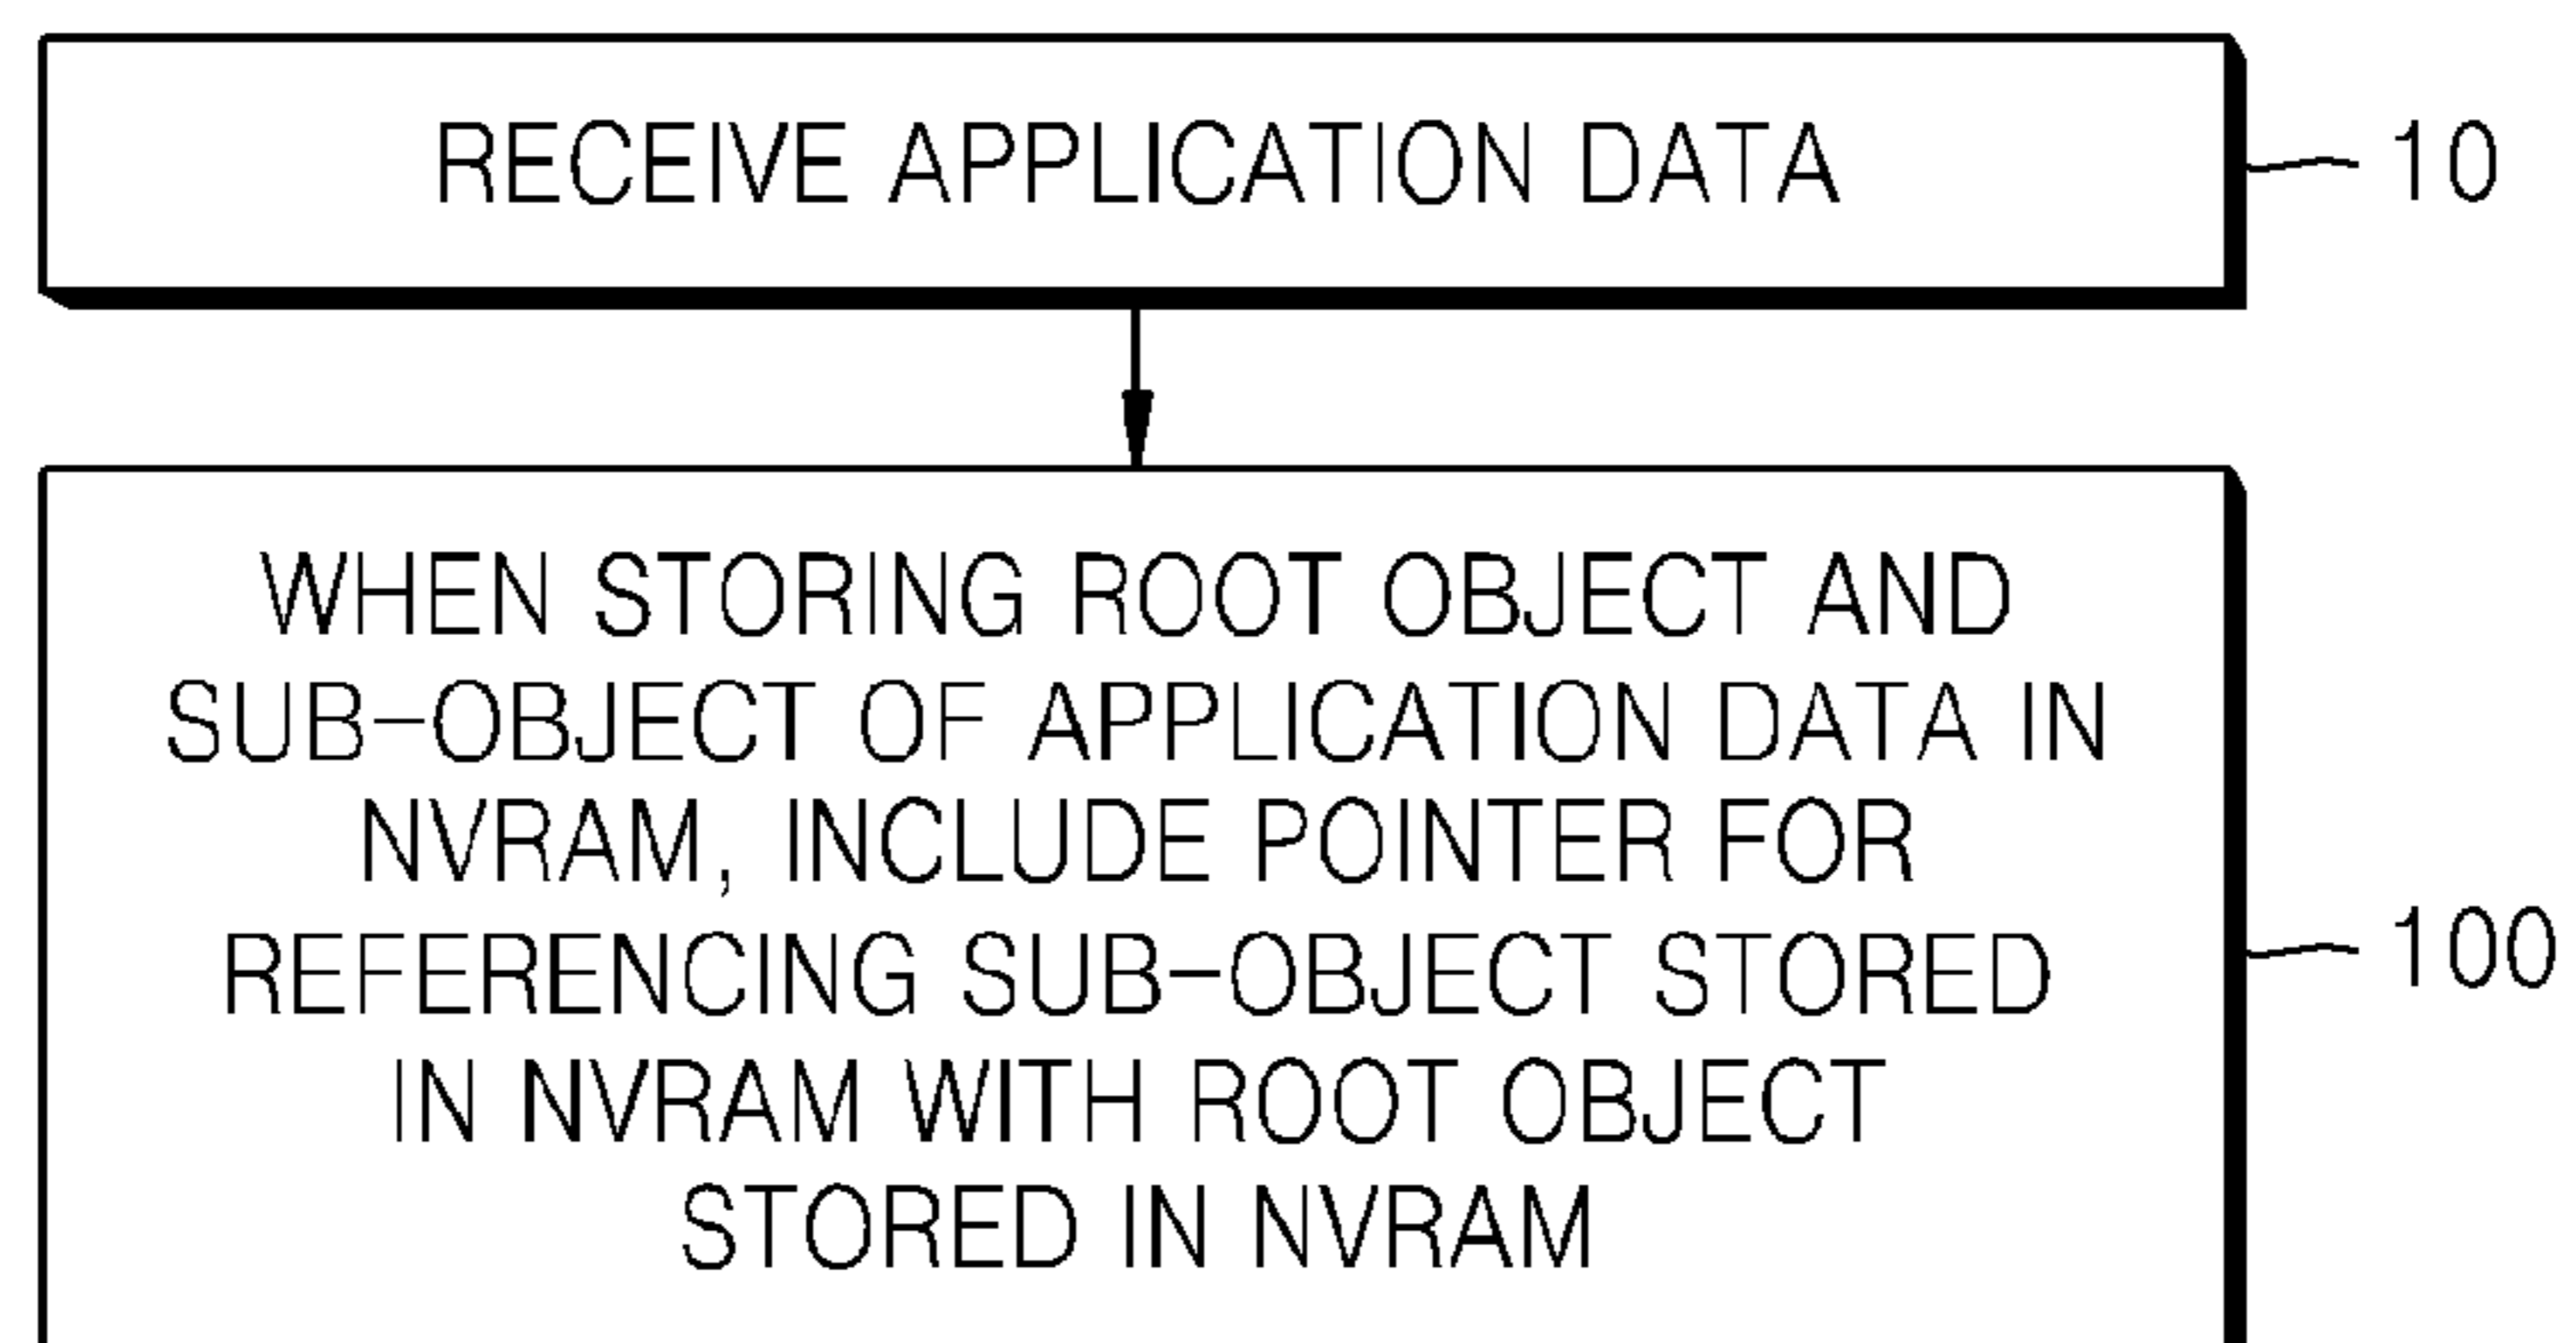 RECEIVE APPLICATION DATA
10
WHEN STORING ROOT OBJECT AND
SUB-OBJECT OF APPLICATION DATA IN
NVRAM, INCLUDE POINTER FOR
REFERENCING SUB-OBJECT STORED
IN NVRAM WITH ROOT OBJECT
STORED IN NVRAM
100